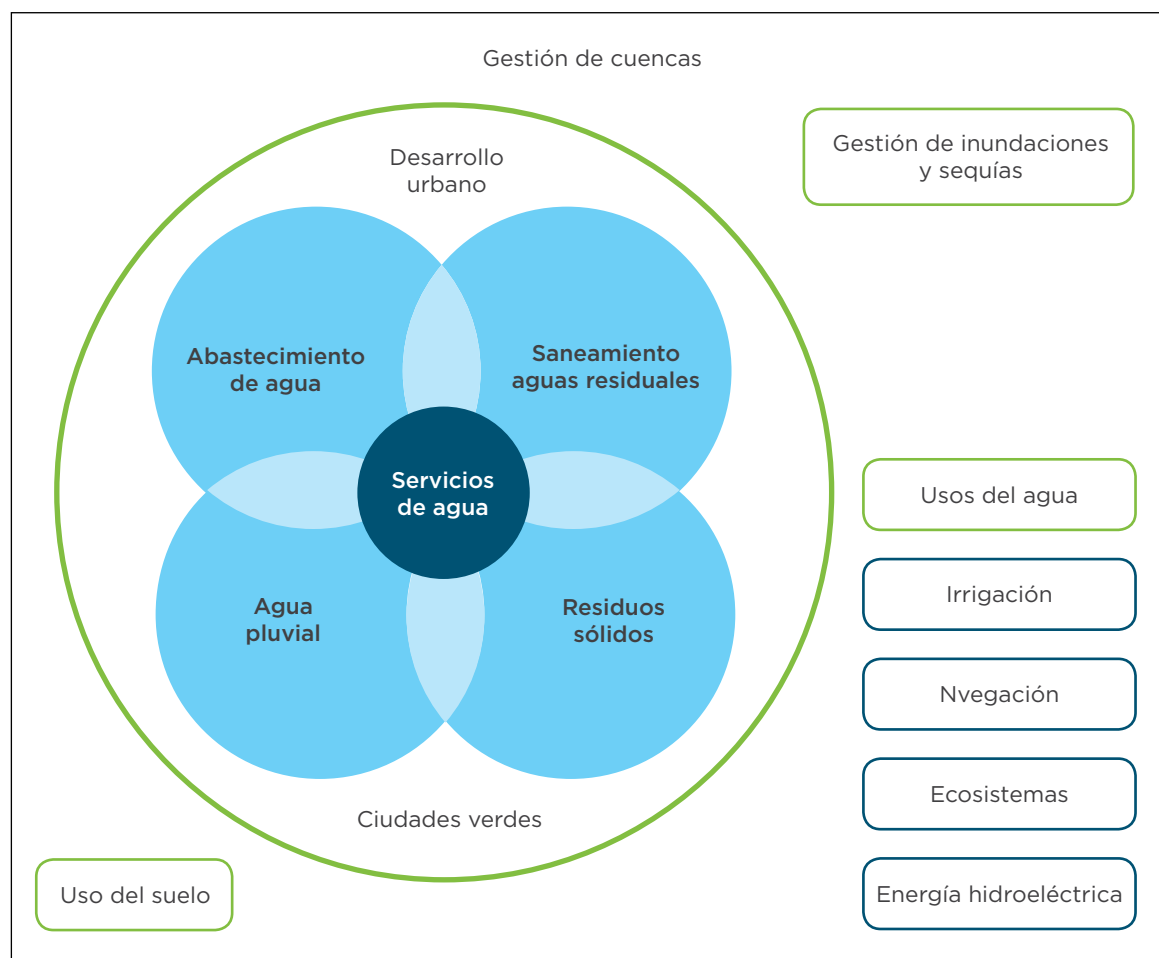 Gestión de cuencas
Gestión de inundaciones
y sequías
Desarrollo
urbano
Abastecimiento
de agua
Saneamiento
aguas residuales
Servicios
de agua
Agua
pluvial
Residuos
sólidos
Ciudades verdes
Uso del suelo
Usos del agua
Irrigación
Nvegación
Ecosistemas
Energía hidroeléctrica